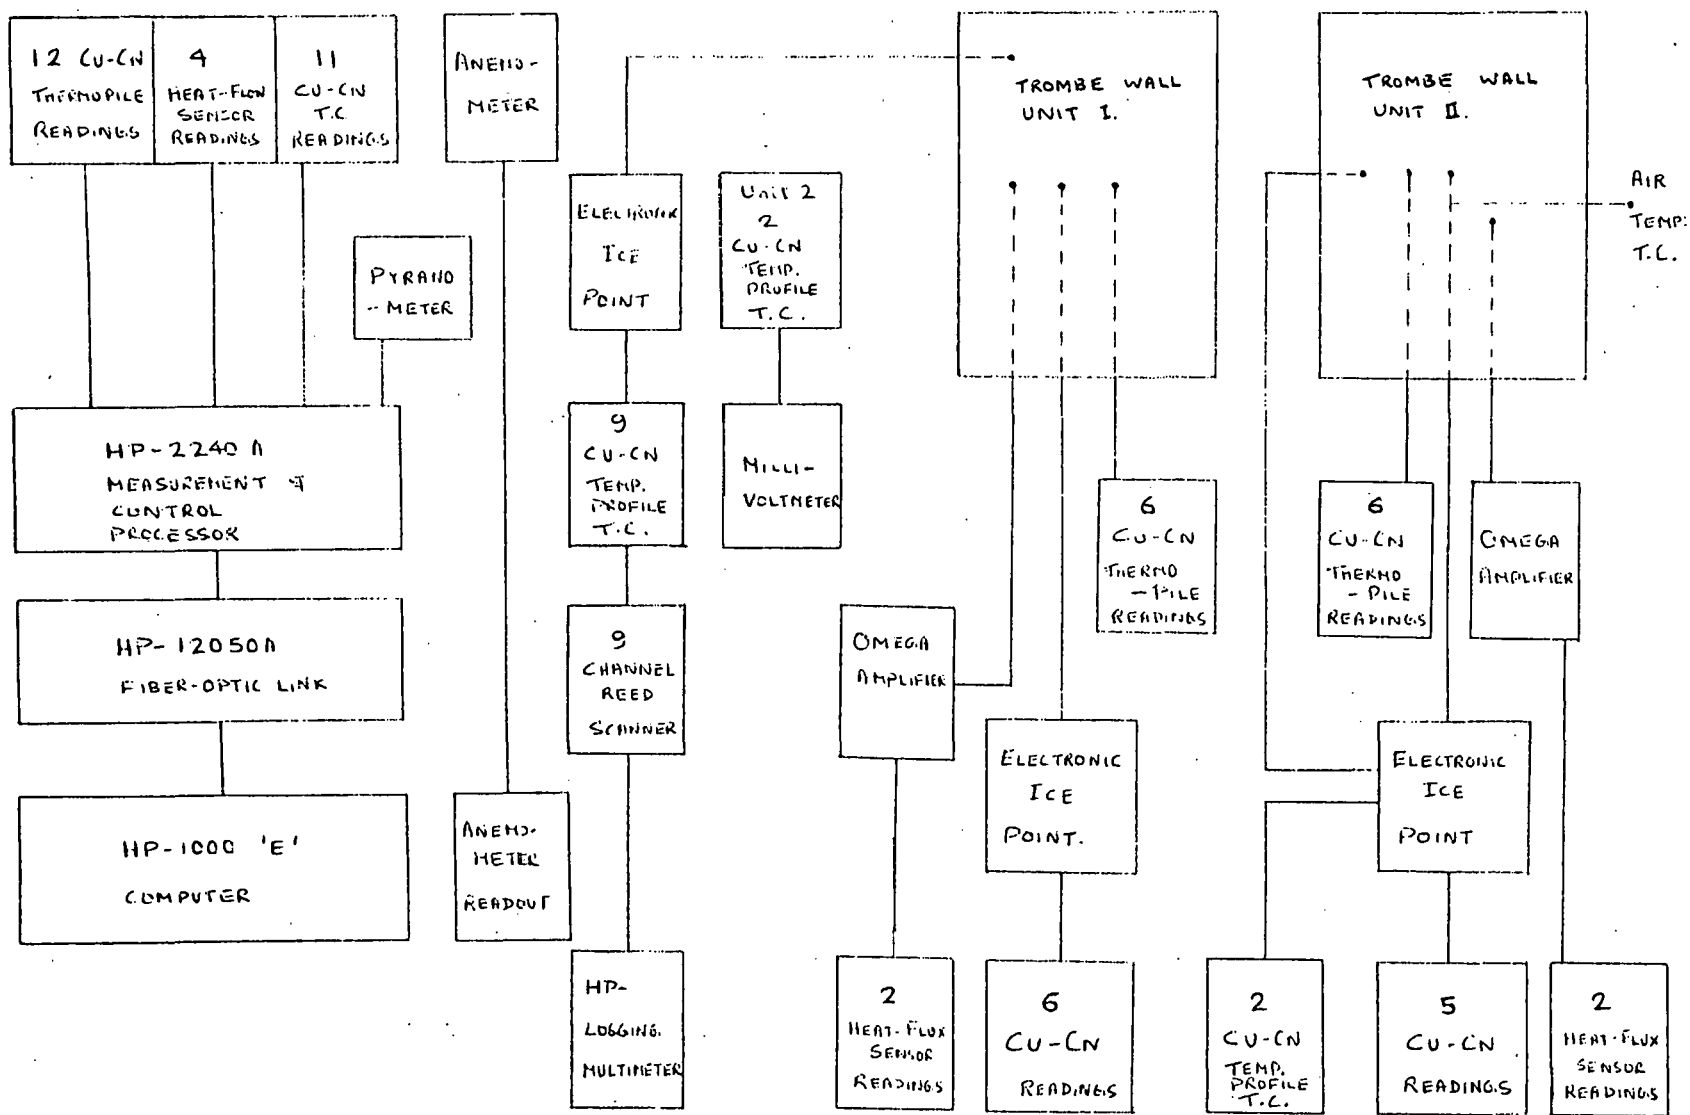 12 CU-CN
THERMOPILE
READINGS
4
HEAT-FLOW
SENSOR
READINGS
11
CU-CN
T.C.
READINGS
ANEMO-
METER
PYRANO
-METER
HP-2240A
MEASUREMENT &
CONTROL
PROCESSOR
HP-12050A
FIBER-OPTIC LINK
HP-1000 'E'
COMPUTER
ANEMO-
METER
READOUT
ELECTRONIC
ICE
POINT
9
CU-CN
TEMP.
PROFILE
T.C.
9
CHANNEL
REED
SCANNER
HP-
LOGGING
MULTIMETER
Unit 2
2
CU-CN
TEMP.
PROFILE
T.C.
MILLI-
VOLTMETER
TROMBE WALL
UNIT I.
OMEGA
AMPLIFIER
2
HEAT-FLUX
SENSOR
READINGS
ELECTRONIC
ICE
POINT.
6
CU-CN
READINGS
6
CU-CN
THERMO
-PILE
READINGS
TROMBE WALL
UNIT II.
AIR
TEMP:
T.C.
6
CU-CN
THERMO
-PILE
READINGS
OMEGA
AMPLIFIER
ELECTRONIC
ICE
POINT
2
CU-CN
TEMP.
PROFILE
T.C.
5
CU-CN
READINGS
2
HEAT-FLUX
SENSOR
READINGS